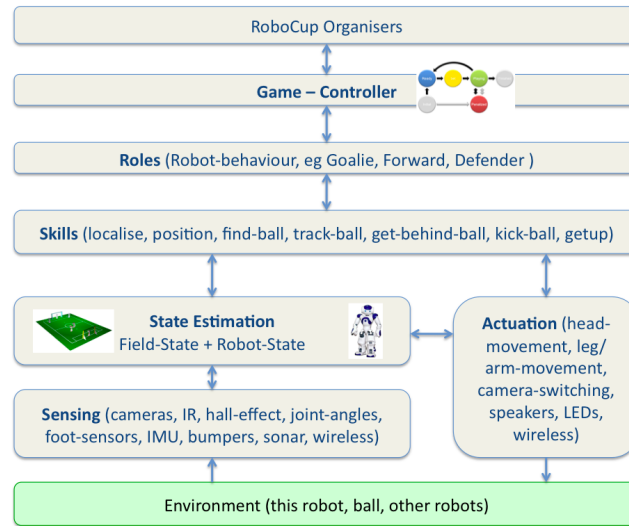 RoboCup Organisers
Game – Controller
Roles (Robot-behaviour, eg Goalie, Forward, Defender )
Skills (localise, position, find-ball, track-ball, get-behind-ball, kick-ball, getup)
State Estimation
Field-State + Robot-State
Actuation (head-
movement, leg/
arm-movement,
camera-switching,
speakers, LEDs,
wireless)
Sensing (cameras, IR, hall-effect, joint-angles,
foot-sensors, IMU, bumpers, sonar, wireless)
Environment (this robot, ball, other robots)